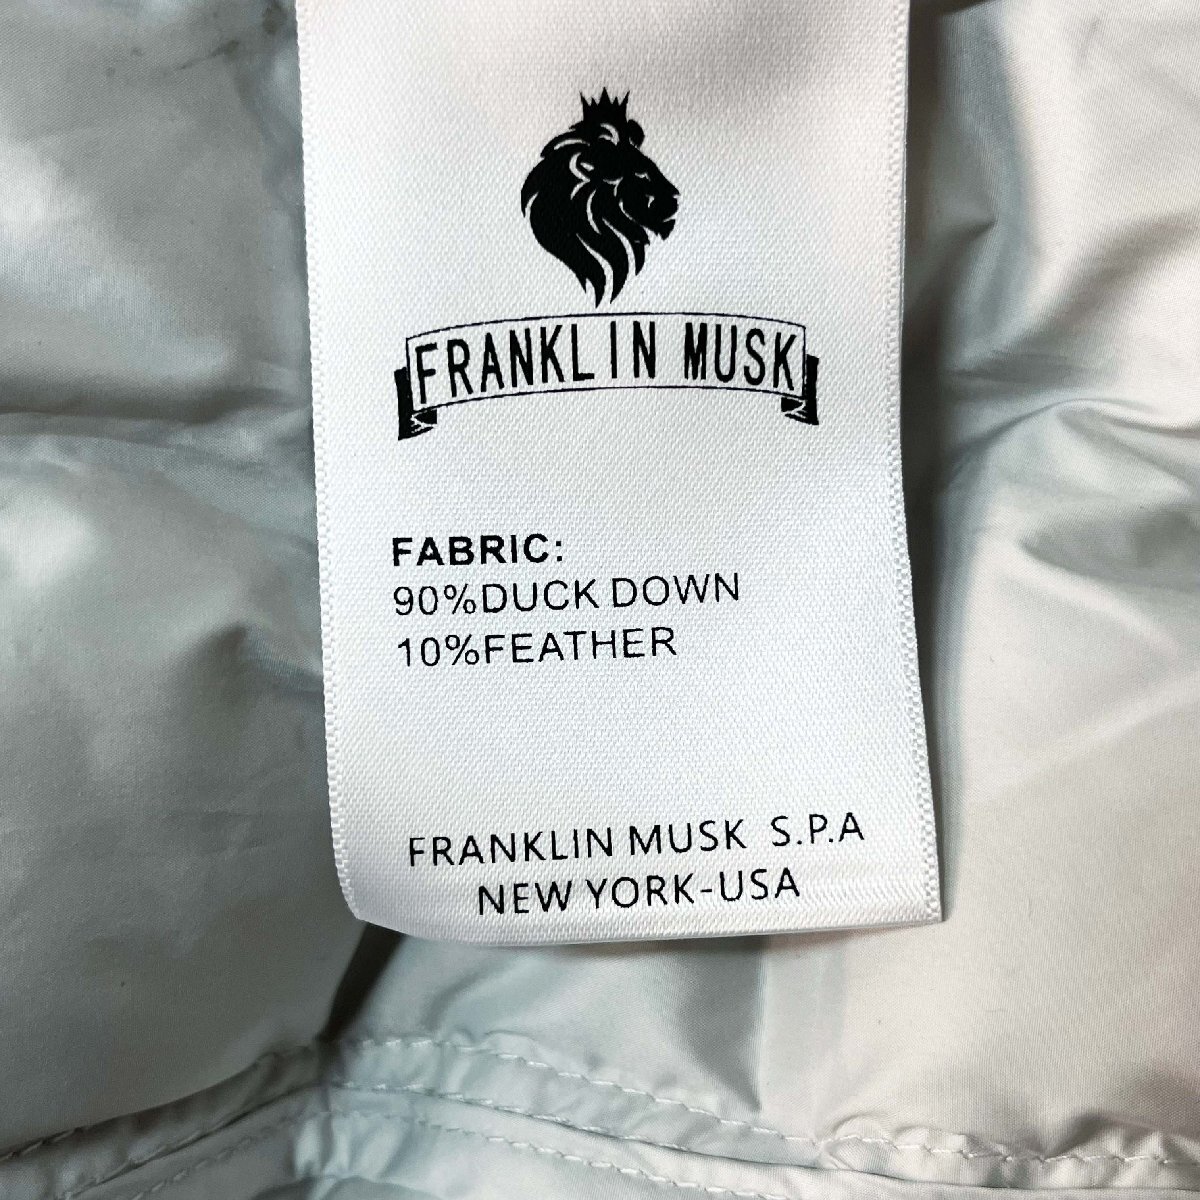 FRANKLIN MUSK
FABRIC:
90%DUCK DOWN
10%FEATHER
FRANKLIN MUSK S.P.A
NEW YORK-USA